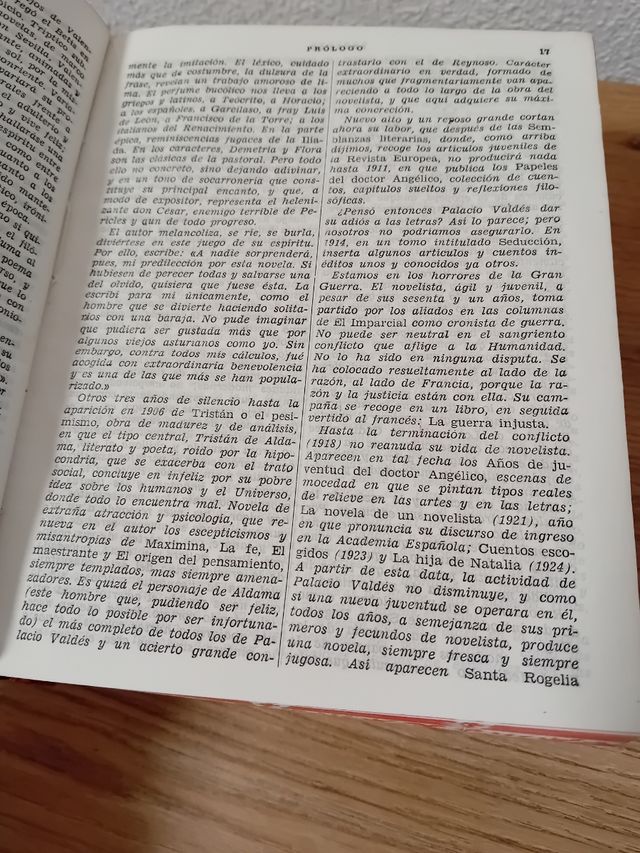 PRÓLOGO
17
mente la imitación. El léxico, cuidado
más que de costumbre, la dulzura de la
frase, revelan un trabajo amoroso de li-
ma. El perfume bucólico nos lleva a los
griegos y latinos, a Teócrito, a Horacio;
a los españoles, a Garcilaso, a fray Luis
de León, a Francisco de la Torre; a los
italianos del Renacimiento. En la parte
épica, reminiscencias fugaces de la Ilía-
da. En los caracteres, Demetria y Flora
son las clásicas de la pastoral. Pero todo
ello no concreto, sino dejando adivinar,
y en un tono de socarronería que cons-
tituye su principal encanto, y que, a
modo de expositor, representa el heleni-
zante don César, enemigo terrible de Pe-
ricles y gun de todo progreso.
El autor melancoliza, se ríe, se burla,
diviértese en este juego de su espíritu.
Por ello, escribe: «A nadie sorprenderá,
pues, mi predilección por esta novela. Si
hubiesen de perecer todas y salvarse una
del olvido, quisiera que fuese ésta. La
escribí para mí únicamente, como el
hombre que se divierte haciendo solita-
rios con una baraja. No pude imaginar
que pudiera ser gustada más que por
algunos viejos asturianos como yo. Sin
embargo, contra todos mis cálculos, fué
acogida con extraordinaria benevolencia
y es una de las que más se han popula-
rizado.»
Otros tres años de silencio hasta la
aparición en 1906 de Tristán o el pesi-
mismo, obra de madurez y de análisis,
en que el tipo central, Tristán de Alda-
ma, literato y poeta, roído por la hipo-
condría, que se exacerba con el trato
social, concluye en infeliz por su pobre
idea sobre los humanos y el Universo,
donde todo lo encuentra mal. Novela de
extraña atracción y psicología, que re-
nueva en el autor los escepticismos y
misantropías de Maximina, La fe, El
maestrante y El origen del pensamiento,
siempre templados, mas siempre amena-
zadores. Es quizá el personaje de Aldama
(este hombre que, pudiendo ser feliz,
hace todo lo posible por ser infortuna-
do) el más completo de todos los de Pa-
lacio Valdés y un acierto grande con-
trastarlo con el de Reynoso. Carácter
extraordinario en verdad, formado de
muchos que fragmentariamente van apa-
reciendo a todo lo largo de la obra del
novelista, y que aquí adquiere su máxi-
ma concreción.
Nuevo alto y un reposo grande cortan
ahora su labor, que después de las Sem-
blanzas literarias, donde, como arriba
dijimos, recoge los artículos juveniles de
la Revista Europea, no producirá nada
hasta 1911, en que publica los Papeles
del doctor Angélico, colección de cuen-
tos, capítulos sueltos y reflexiones filo-
sóficas.
¿Pensó entonces Palacio Valdés dar
su adiós a las letras? Así lo parece; pero
nosotros no podríamos asegurarlo. En
1914, en un tomo intitulado Seducción,
inserta algunos artículos y cuentos in-
éditos unos y conocidos ya otros.
Estamos en los horrores de la Gran
Guerra. El novelista, ágil y juvenil, a
pesar de sus sesenta y un años, toma
partido por los aliados en las columnas
de El Imparcial como cronista de guerra.
No puede ser neutral en el sangriento
conflicto que aflige a la Humanidad.
No lo ha sido en ninguna disputa. Se
ha colocado resueltamente al lado de la
razón, al lado de Francia, porque la ra-
zón y la justicia están con ella. Su cam-
paña se recoge en un libro, en seguida
vertido al francés: La guerra injusta.
Hasta la terminación del conflicto
(1918) no reanuda su vida de novelista.
Aparecen en tal fecha los Años de ju-
ventud del doctor Angélico, escenas de
mocedad en que se pintan tipos reales
de relieve en las artes y en las letras;
La novela de un novelista (1921), año
en que pronuncia su discurso de ingreso
en la Academia Española; Cuentos esco-
gidos (1923) y La hija de Natalia (1924).
A partir de esta data, la actividad de
Palacio Valdés no disminuye, y como
si una nueva juventud se operara en él,
todos los años, a semejanza de sus pri-
meros y fecundos de novelista, produce
una novela, siempre fresca y siempre
jugosa. Así aparecen Santa Rogelia